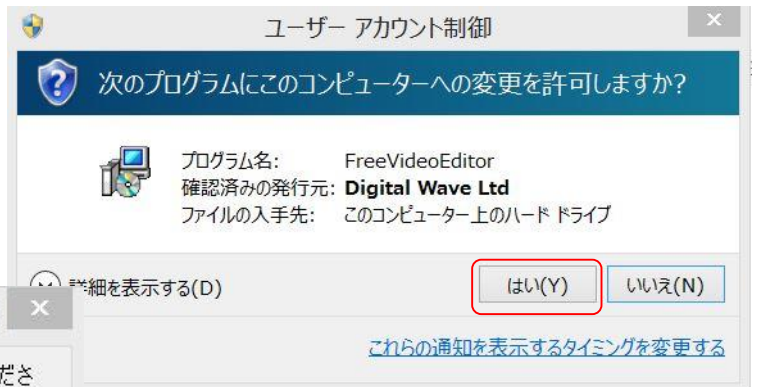 ユーザー アカウント制御
次のプログラムにこのコンピューターへの変更を許可しますか?
プログラム名: FreeVideoEditor
確認済みの発行元: Digital Wave Ltd
ファイルの入手先: このコンピューター上のハード ドライブ
詳細を表示する(D)
はい(Y) いいえ(N)
これらの通知を表示するタイミングを変更する
ださ